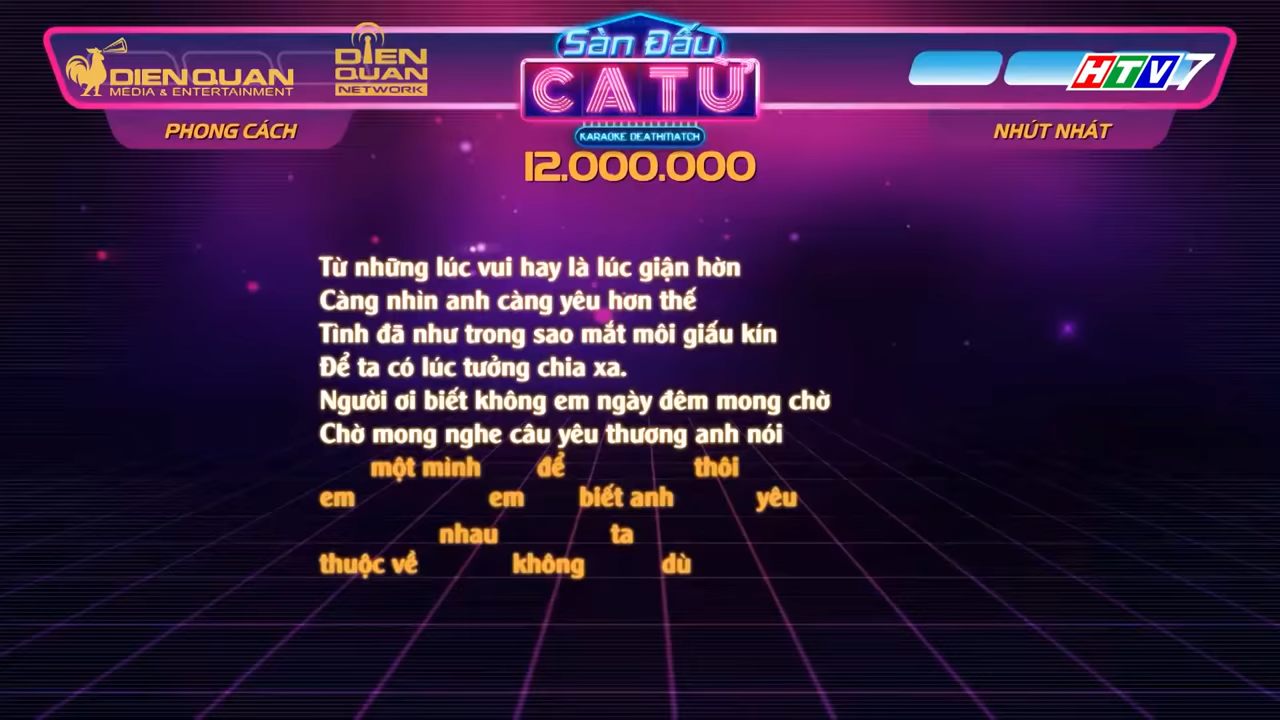 DIEN QUAN
MEDIA & ENTERTAINMENT
DIEN
QUAN
NETWORK
Sàn Đấu
CA TỪ
KARAOKE DEATHMATCH
HTV7
PHONG CÁCH
NHÚT NHÁT
12.000.000
Từ những lúc vui hay là lúc giận hờn
Càng nhìn anh càng yêu hơn thế
Tình đã như trong sao mắt môi giấu kín
Để ta có lúc tưởng chia xa.
Người ơi biết không em ngày đêm mong chờ
Chờ mong nghe câu yêu thương anh nói
một mình để thôi
em em biết anh yêu
nhau ta
thuộc về không dù